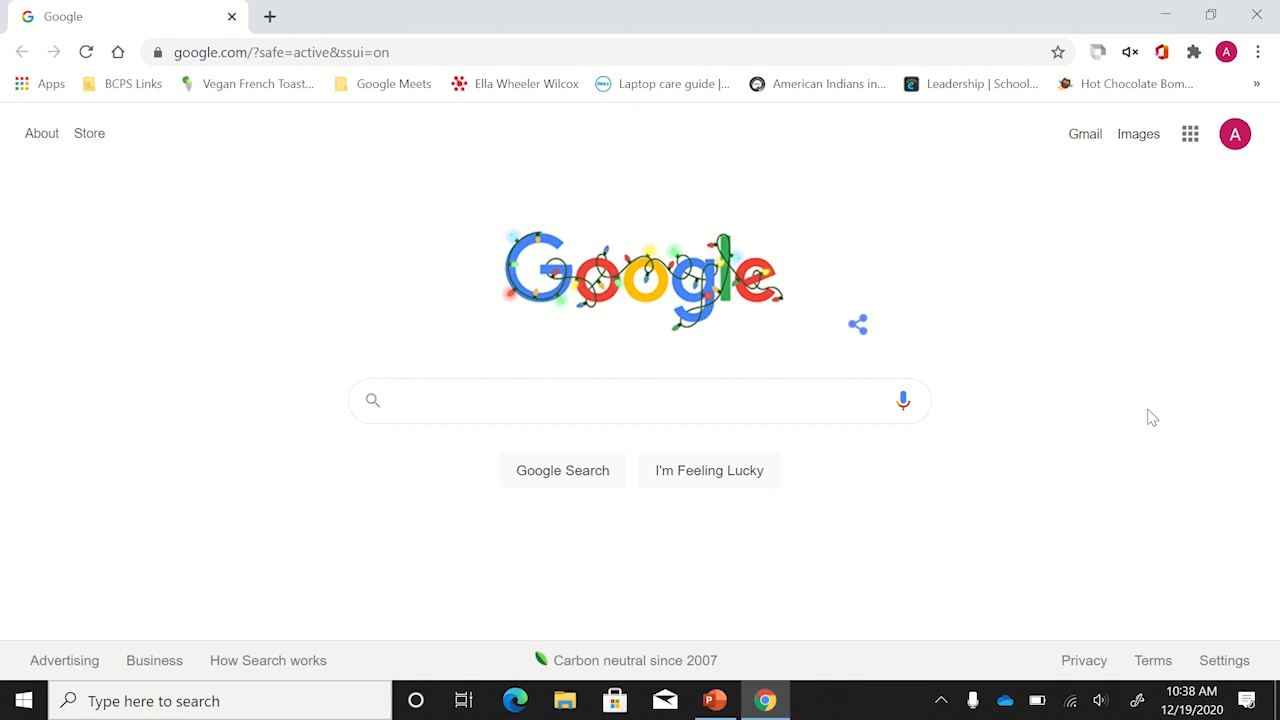 Google
google.com/?safe=active&ssui=on
A
Apps BCPS Links Vegan French Toast... Google Meets Ella Wheeler Wilcox Laptop care guide |... American Indians in... Leadership | School... Hot Chocolate Bom... »
About Store Gmail Images A
Google
Google Search I'm Feeling Lucky
Advertising Business How Search works Carbon neutral since 2007 Privacy Terms Settings
Type here to search
10:38 AM
12/19/2020